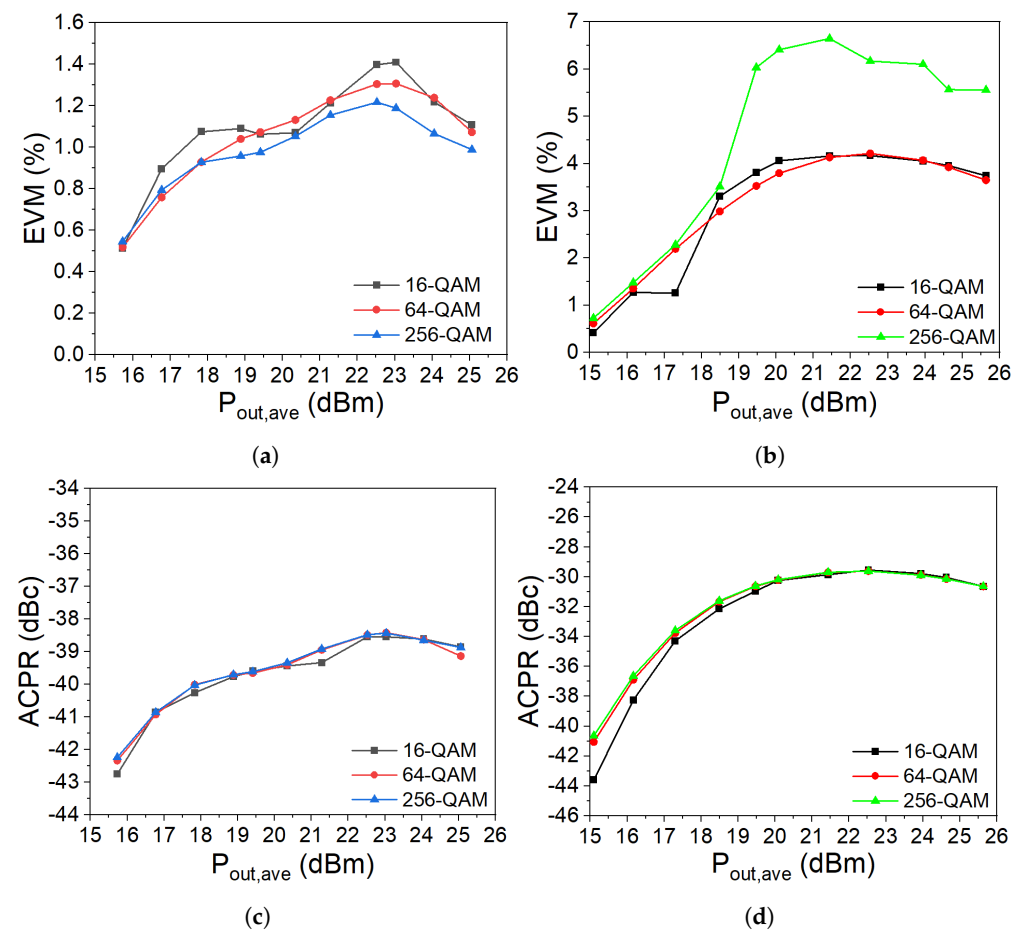 1.6
1.4
1.2
1.0
0.8
0.6
0.4
0.2
0.0
EVM (%)
16-QAM
64-QAM
256-QAM
15 16 17 18 19 20 21 22 23 24 25 26
P out,ave (dBm)
(a)
7
6
5
4
3
2
1
0
EVM (%)
16-QAM
64-QAM
256-QAM
15 16 17 18 19 20 21 22 23 24 25 26
P out,ave (dBm)
(b)
-34
-35
-36
-37
-38
-39
-40
-41
-42
-43
-44
ACPR (dBc)
16-QAM
64-QAM
256-QAM
15 16 17 18 19 20 21 22 23 24 25 26
P out,ave (dBm)
(c)
-24
-26
-28
-30
-32
-34
-36
-38
-40
-42
-44
-46
ACPR (dBc)
16-QAM
64-QAM
256-QAM
15 16 17 18 19 20 21 22 23 24 25 26
P out,ave (dBm)
(d)